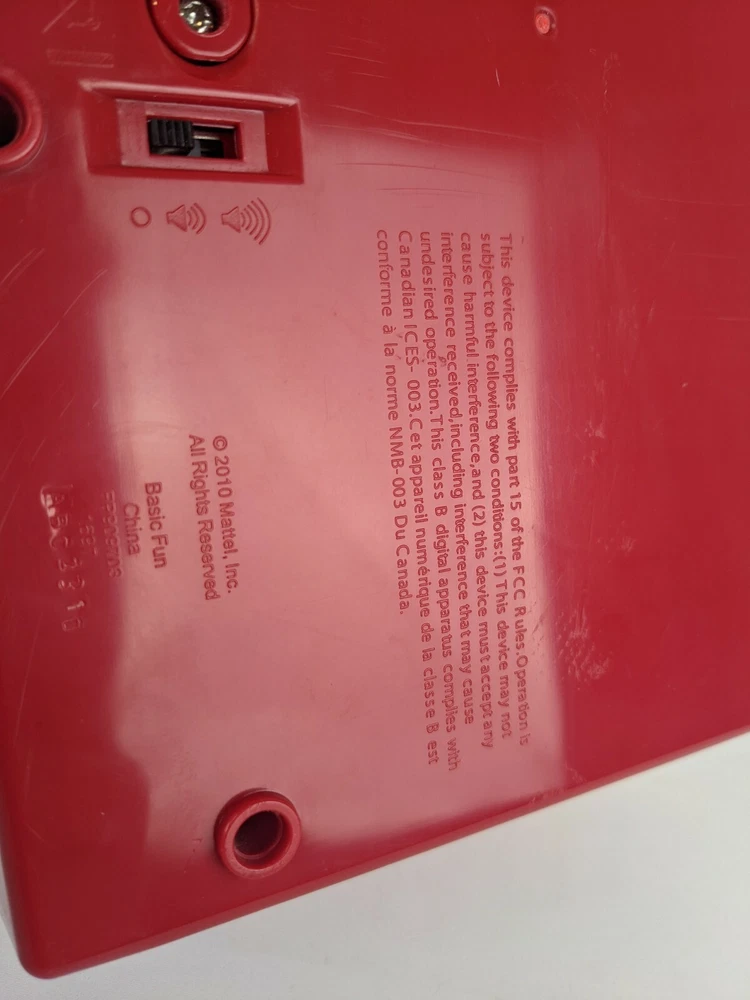 This device complies with part 15 of the FCC Rules.Operation is
subject to the following two conditions:(1)This device may not
cause harmful interference,and (2) this device must accept any
interference received,including interference that may cause
undesired operation.This class B digital apparatus complies with
Canadian ICES- 003.Cet appareil numérique de la classe B est
conforme à la norme NMB-003 Du Canada.
© 2010 Mattel, Inc.
All Rights Reserved
Basic Fun
China